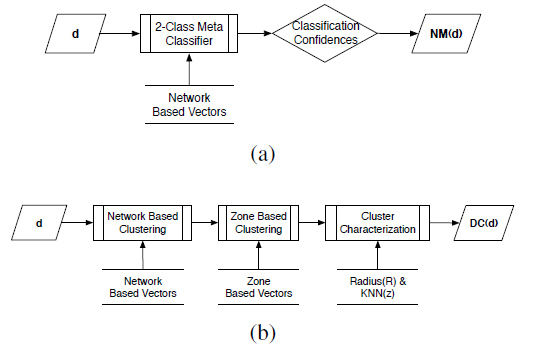 d
2-Class Meta
Classifier
Classification
Confidences
NM(d)
Network
Based Vectors
(a)
d
Network Based
Clustering
Zone Based
Clustering
Cluster
Characterization
DC(d)
Network
Based Vectors
Zone
Based Vectors
Radius(R) &
KNN(z)
(b)